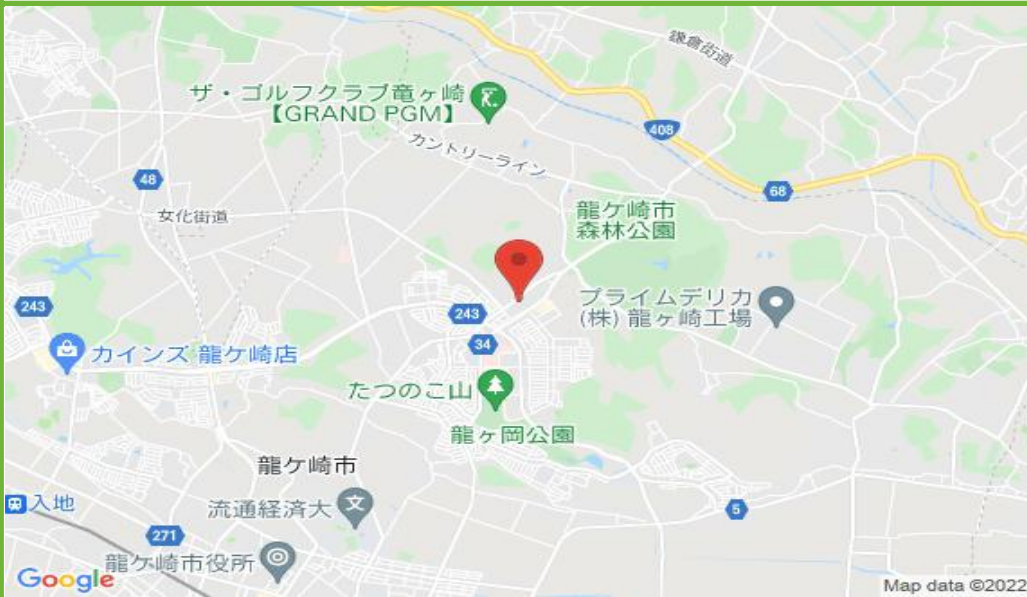 鎌倉街道
ザ・ゴルフクラブ竜ヶ崎
【GRAND PGM】
408
カントリーライン
48
68
女化街道
龍ケ崎市
森林公園
243
243
プライムデリカ
(株) 龍ヶ崎工場
34
カインズ 龍ケ崎店
たつのこ山
龍ヶ岡公園
龍ケ崎市
入地
流通経済大
5
271
龍ケ崎市役所
Google
Map data ©2022